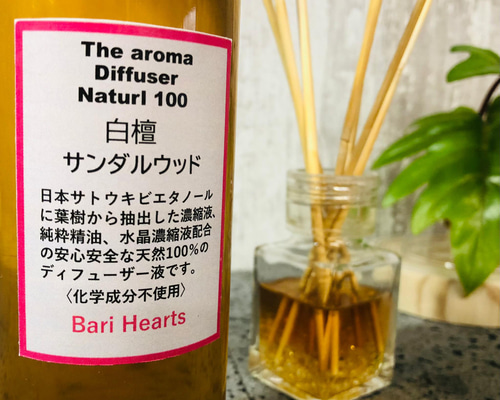 The aroma
Diffuser
Naturl 100
白檀
サンダルウッド
日本サトウキビエタノール
に葉樹から抽出した濃縮液、
純粋精油、水晶濃縮液配合
の安心安全な天然100%の
ディフューザー液です。
〈化学成分不使用〉
Bari Hearts